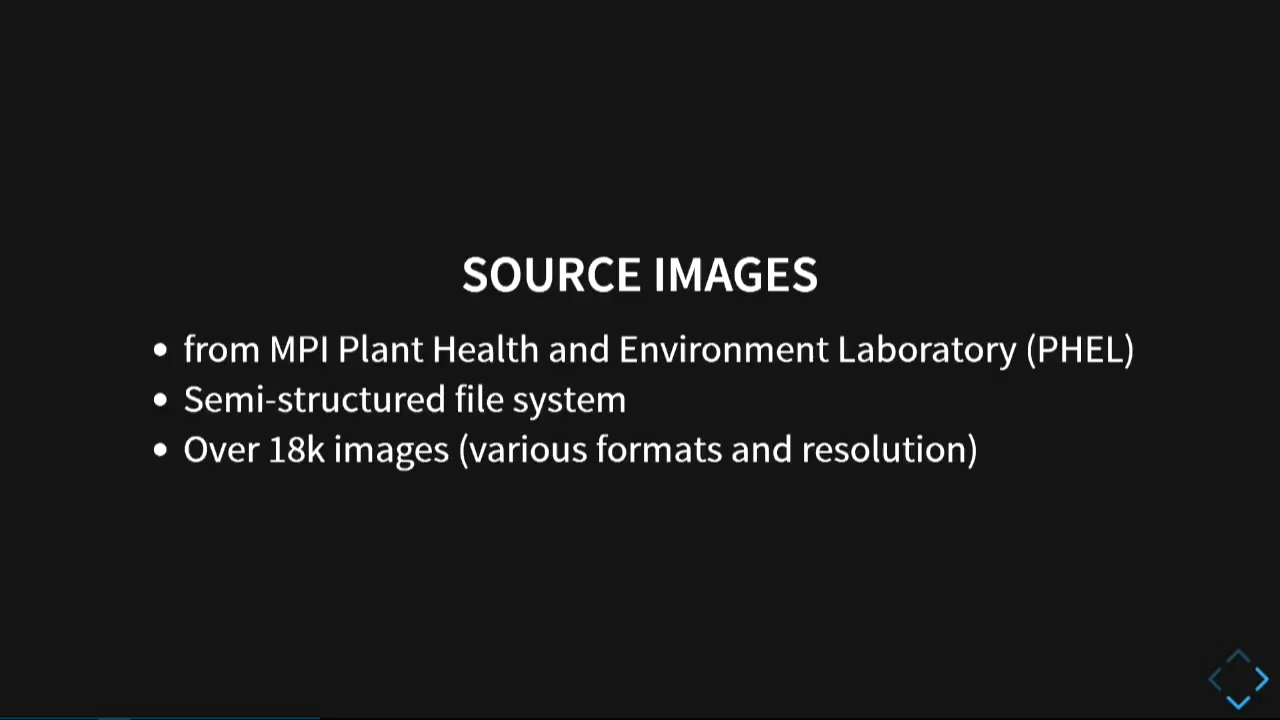 SOURCE IMAGES
• from MPI Plant Health and Environment Laboratory (PHEL)
• Semi-structured file system
• Over 18k images (various formats and resolution)